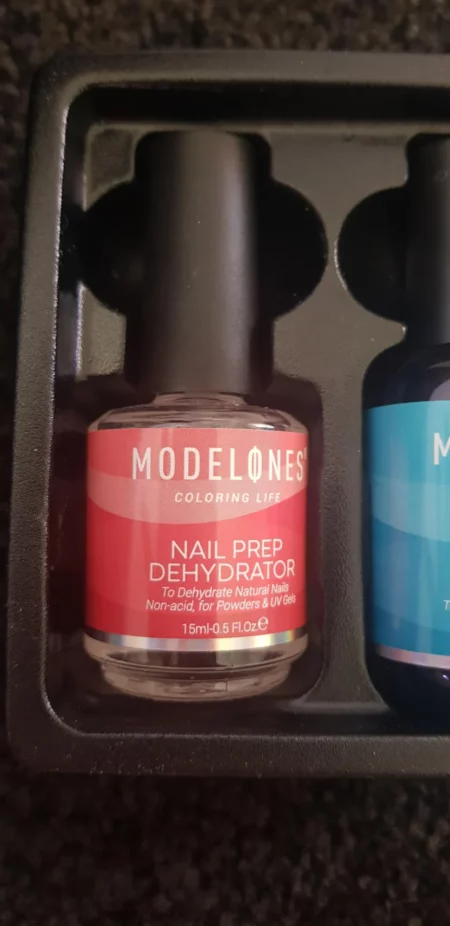 MODELONES®
COLORING LIFE
NAIL PREP
DEHYDRATOR
To Dehydrate Natural Nails
Non-acid, for Powders & UV Gels
15ml-0.5 Fl.Oz.℮
M
T